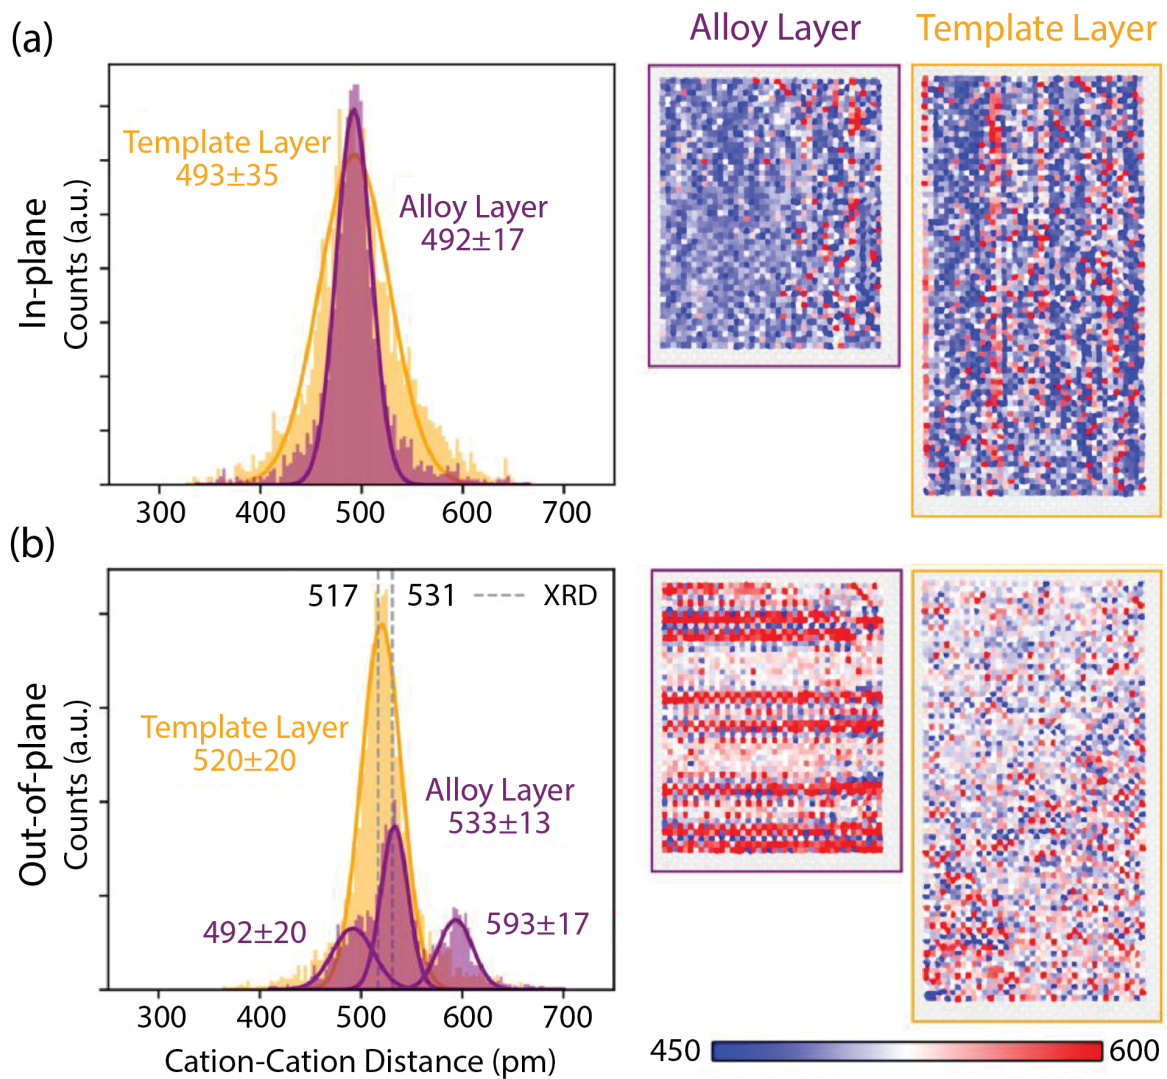 (a)
Alloy Layer
Template Layer
Template Layer
493±35
Alloy Layer
492±17
In-plane
Counts (a.u.)
300 400 500 600 700
(b)
517 531 XRD
Template Layer
520±20
Alloy Layer
533±13
492±20
593±17
Out-of-plane
Counts (a.u.)
300 400 500 600 700
Cation-Cation Distance (pm)
450 600